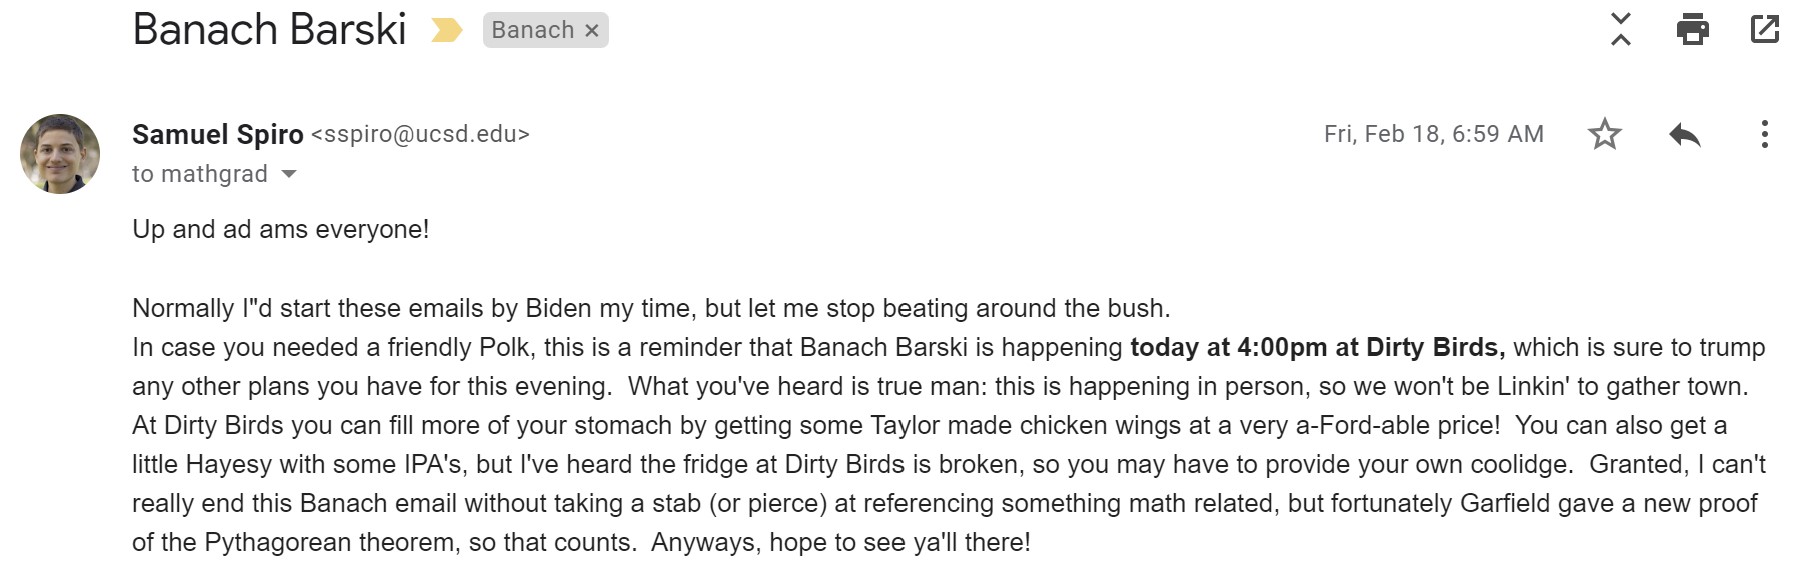 Banach Barski
Banach ×
Samuel Spiro <sspiro@ucsd.edu>
Fri, Feb 18, 6:59 AM
to mathgrad
Up and ad ams everyone!
Normally I"d start these emails by Biden my time, but let me stop beating around the bush.
In case you needed a friendly Polk, this is a reminder that Banach Barski is happening today at 4:00pm at Dirty Birds, which is sure to trump
any other plans you have for this evening.  What you've heard is true man: this is happening in person, so we won't be Linkin' to gather town.
At Dirty Birds you can fill more of your stomach by getting some Taylor made chicken wings at a very a-Ford-able price!  You can also get a
little Hayesy with some IPA's, but I've heard the fridge at Dirty Birds is broken, so you may have to provide your own coolidge.  Granted, I can't
really end this Banach email without taking a stab (or pierce) at referencing something math related, but fortunately Garfield gave a new proof
of the Pythagorean theorem, so that counts.  Anyways, hope to see ya'll there!